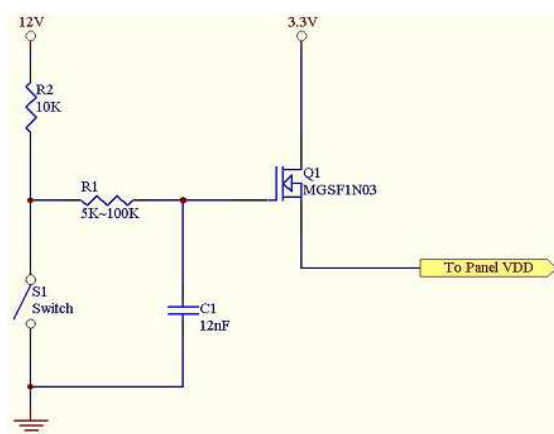 12V
3.3V
R2
10K
R1
5K~100K
Q1
MGSF1N03
To Panel VDD
S1
Switch
C1
12nF